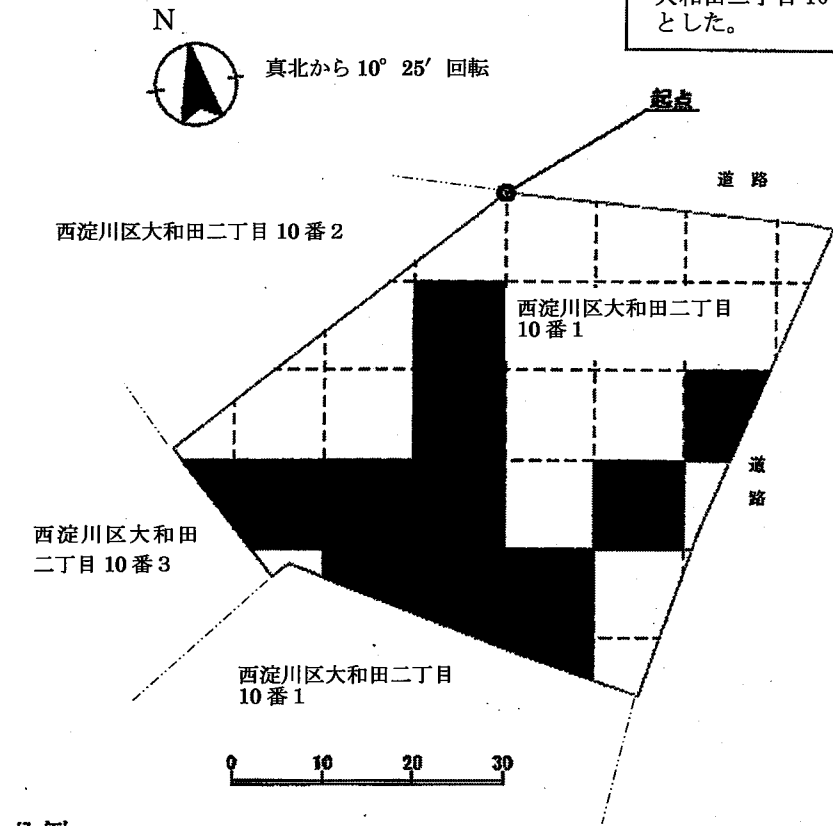 とした。
N
真北から 10° 25′ 回転
起点
道 路
西淀川区大和田二丁目 10 番 2
西淀川区大和田二丁目
10 番 1
道
路
西淀川区大和田
二丁目 10 番 3
西淀川区大和田二丁目
10 番 1
0 10 20 30